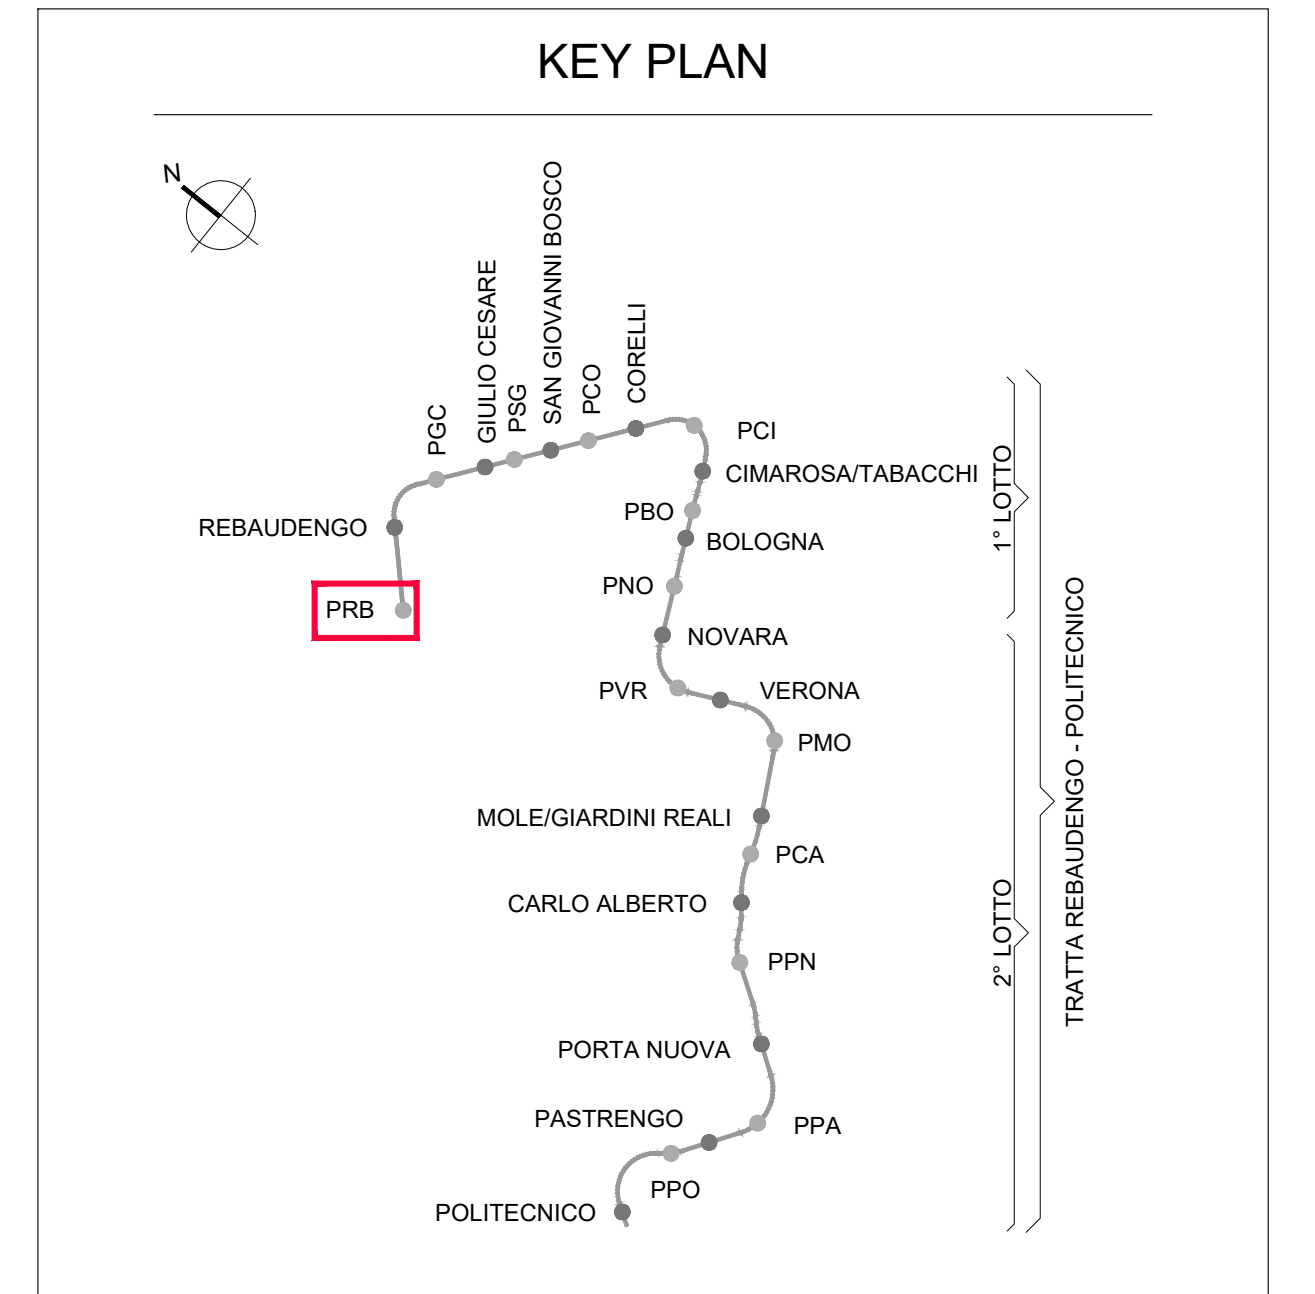 KEY PLAN
N
PGC
GIULIO CESARE
PSG
SAN GIOVANNI BOSCO
PCO
CORELLI
PCI
CIMAROSA/TABACCHI
PBO
REBAUDENGO
BOLOGNA
PNO
PRB
NOVARA
PVR
VERONA
PMO
MOLE/GIARDINI REALI
PCA
CARLO ALBERTO
PPN
PORTA NUOVA
PASTRENGO
PPA
PPO
POLITECNICO
1° LOTTO
2° LOTTO
TRATTA REBAUDENGO - POLITECNICO